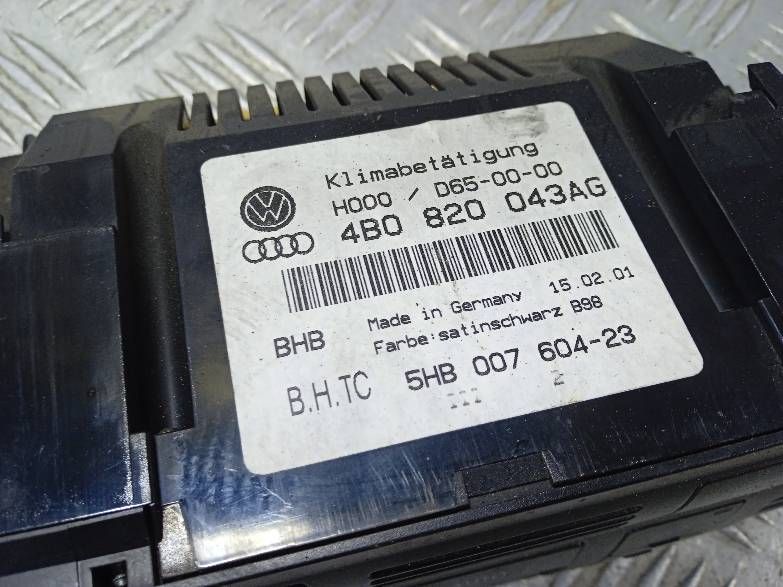 Klimabetätigung
H000 / D65-00-00
4B0 820 043AG
Made in Germany 15.02.01
BHB Farbe:satinschwarz B98
B.H.TC 5HB 007 604-23
III 2